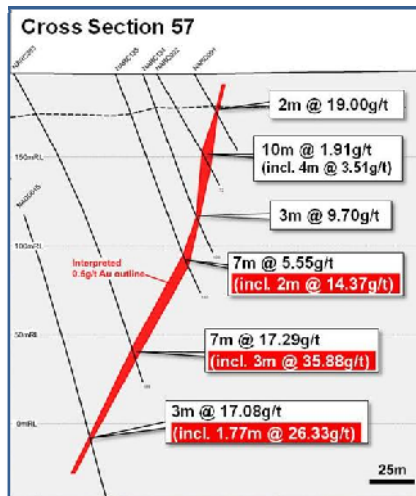 Cross Section 57
2m @ 19.00g/t
10m @ 1.91g/t
(incl. 4m @ 3.51g/t)
150mRL
3m @ 9.70g/t
100mRL
7m @ 5.55g/t
(incl. 2m @ 14.37g/t)
Interpreted
0.5g/t Au outline
50mRL
7m @ 17.29g/t
(incl. 3m @ 35.88g/t)
3m @ 17.08g/t
(incl. 1.77m @ 26.33g/t)
0mRL
25m